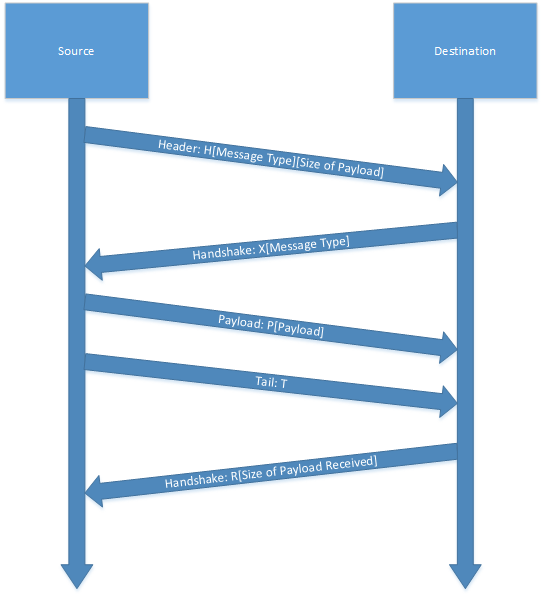 Source
Destination
Header: H[Message Type][Size of Payload]
Handshake: X[Message Type]
Payload: P[Payload]
Tail: T
Handshake: R[Size of Payload Received]